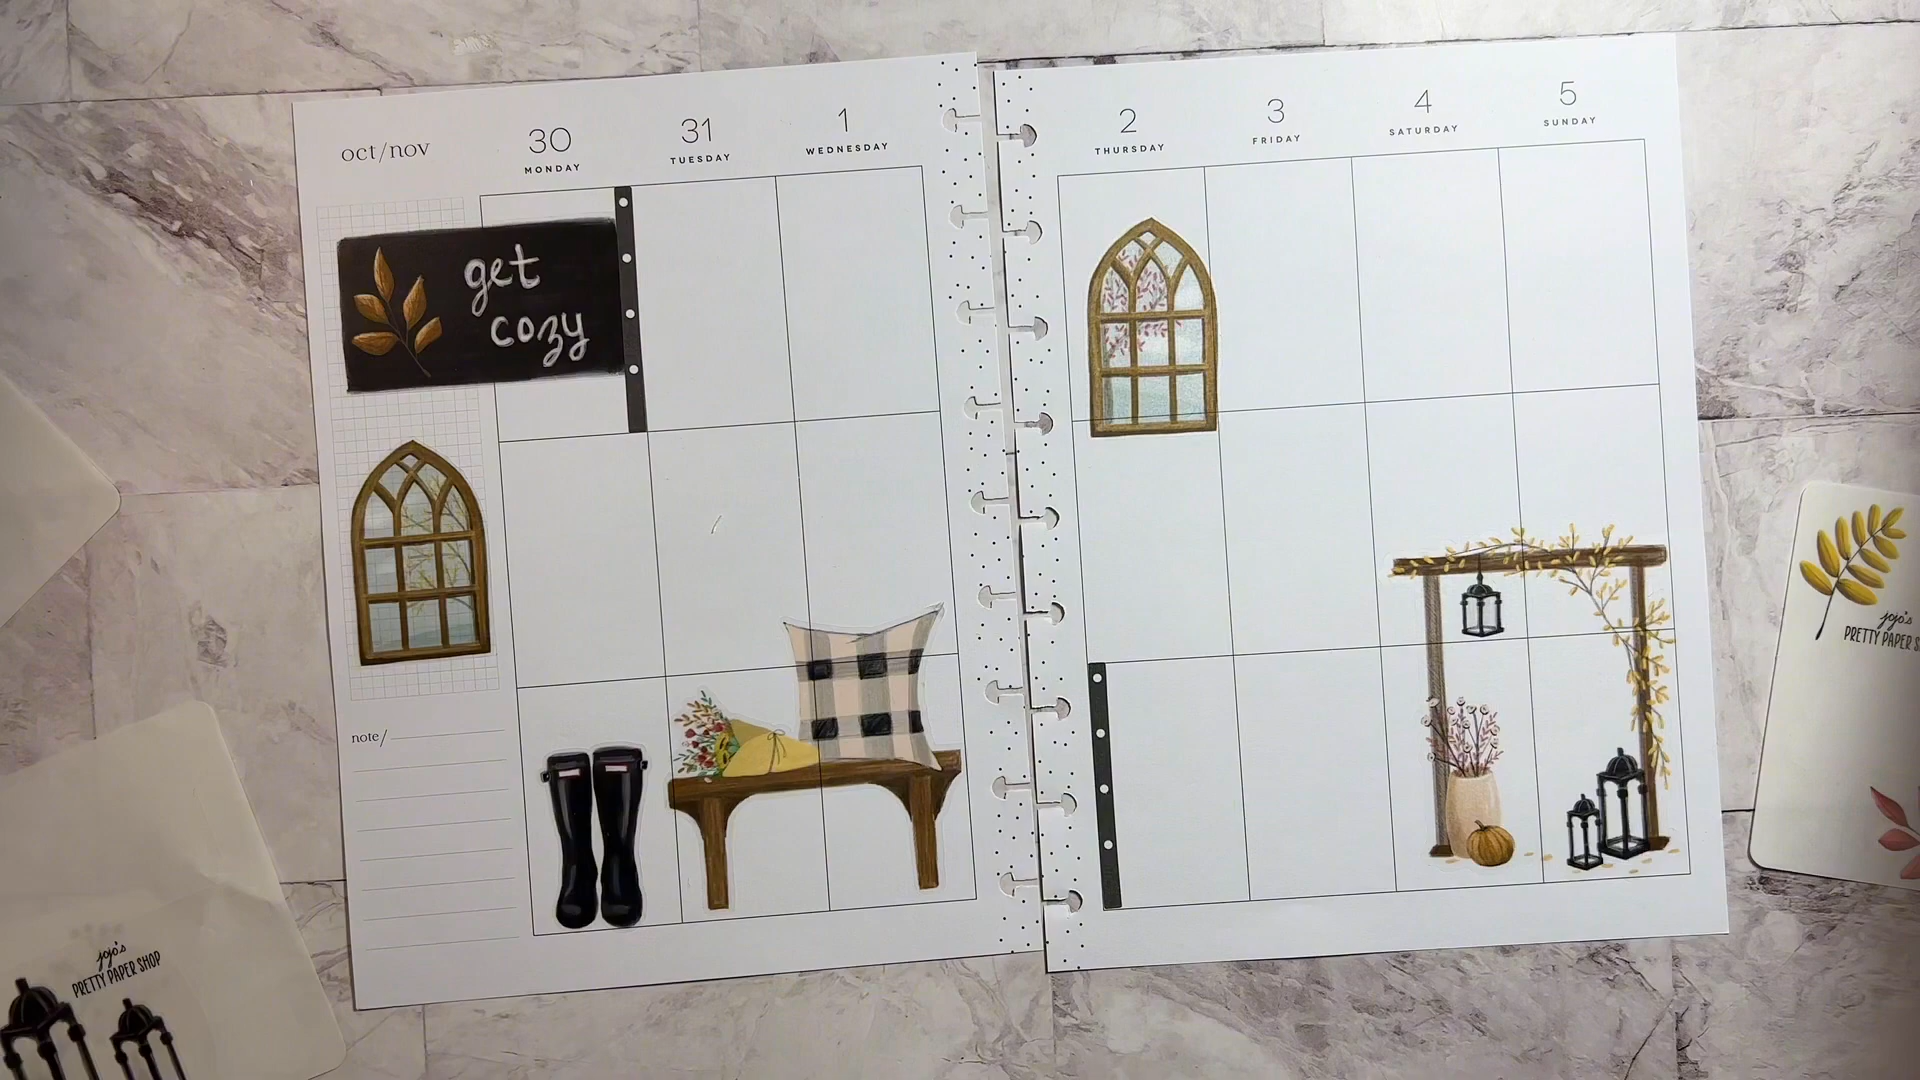 oct/nov
30
MONDAY
31
TUESDAY
1
WEDNESDAY
2
THURSDAY
3
FRIDAY
4
SATURDAY
5
SUNDAY
get
cozy
note/
jojo's
PRETTY PAPER SHOP
jojo's
PRETTY PAPER